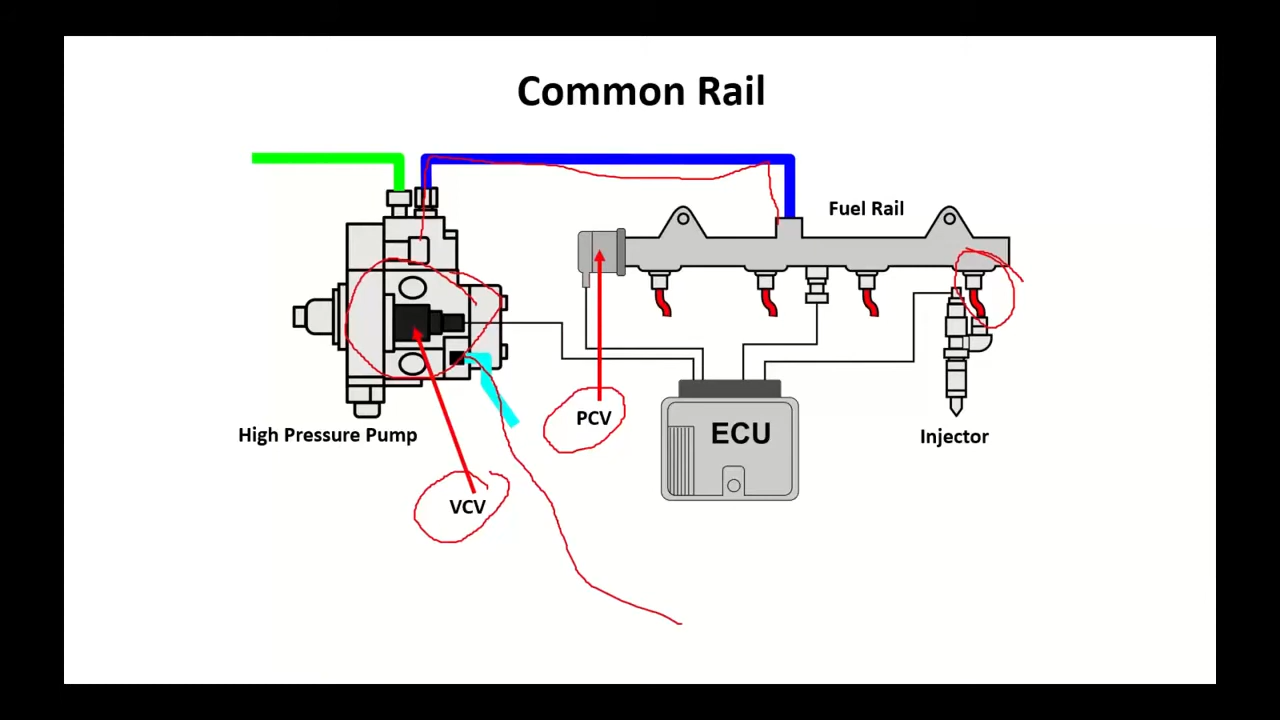 Common Rail
Fuel Rail
PCV
ECU
High Pressure Pump
Injector
VCV